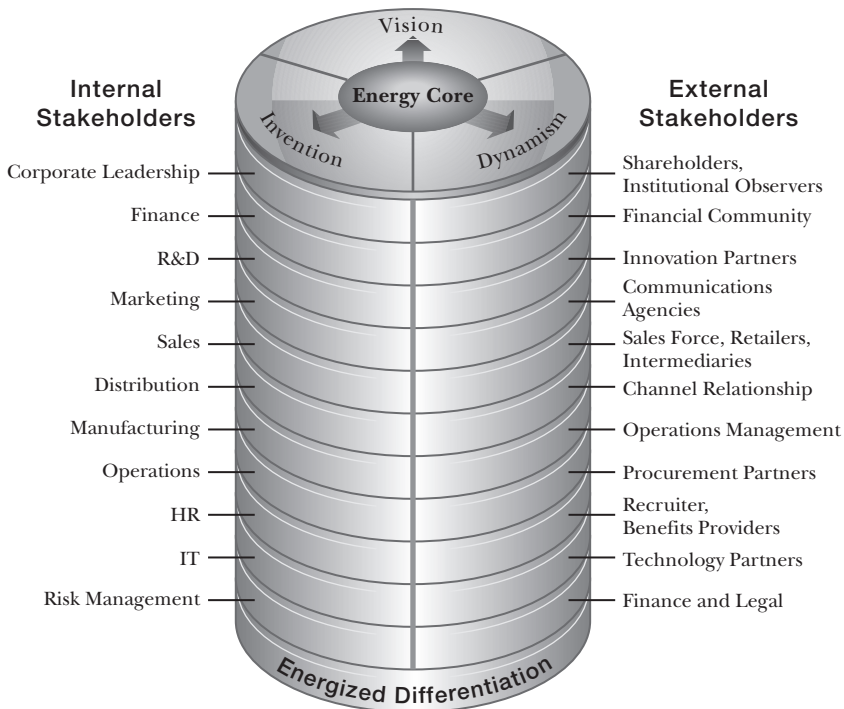 Vision
Energy Core
Invention
Dynamism
Internal
Stakeholders
Corporate Leadership
Finance
R&D
Marketing
Sales
Distribution
Manufacturing
Operations
HR
IT
Risk Management
External
Stakeholders
Shareholders,
Institutional Observers
Financial Community
Innovation Partners
Communications
Agencies
Sales Force, Retailers,
Intermediaries
Channel Relationship
Operations Management
Procurement Partners
Recruiter,
Benefits Providers
Technology Partners
Finance and Legal
Energized Differentiation